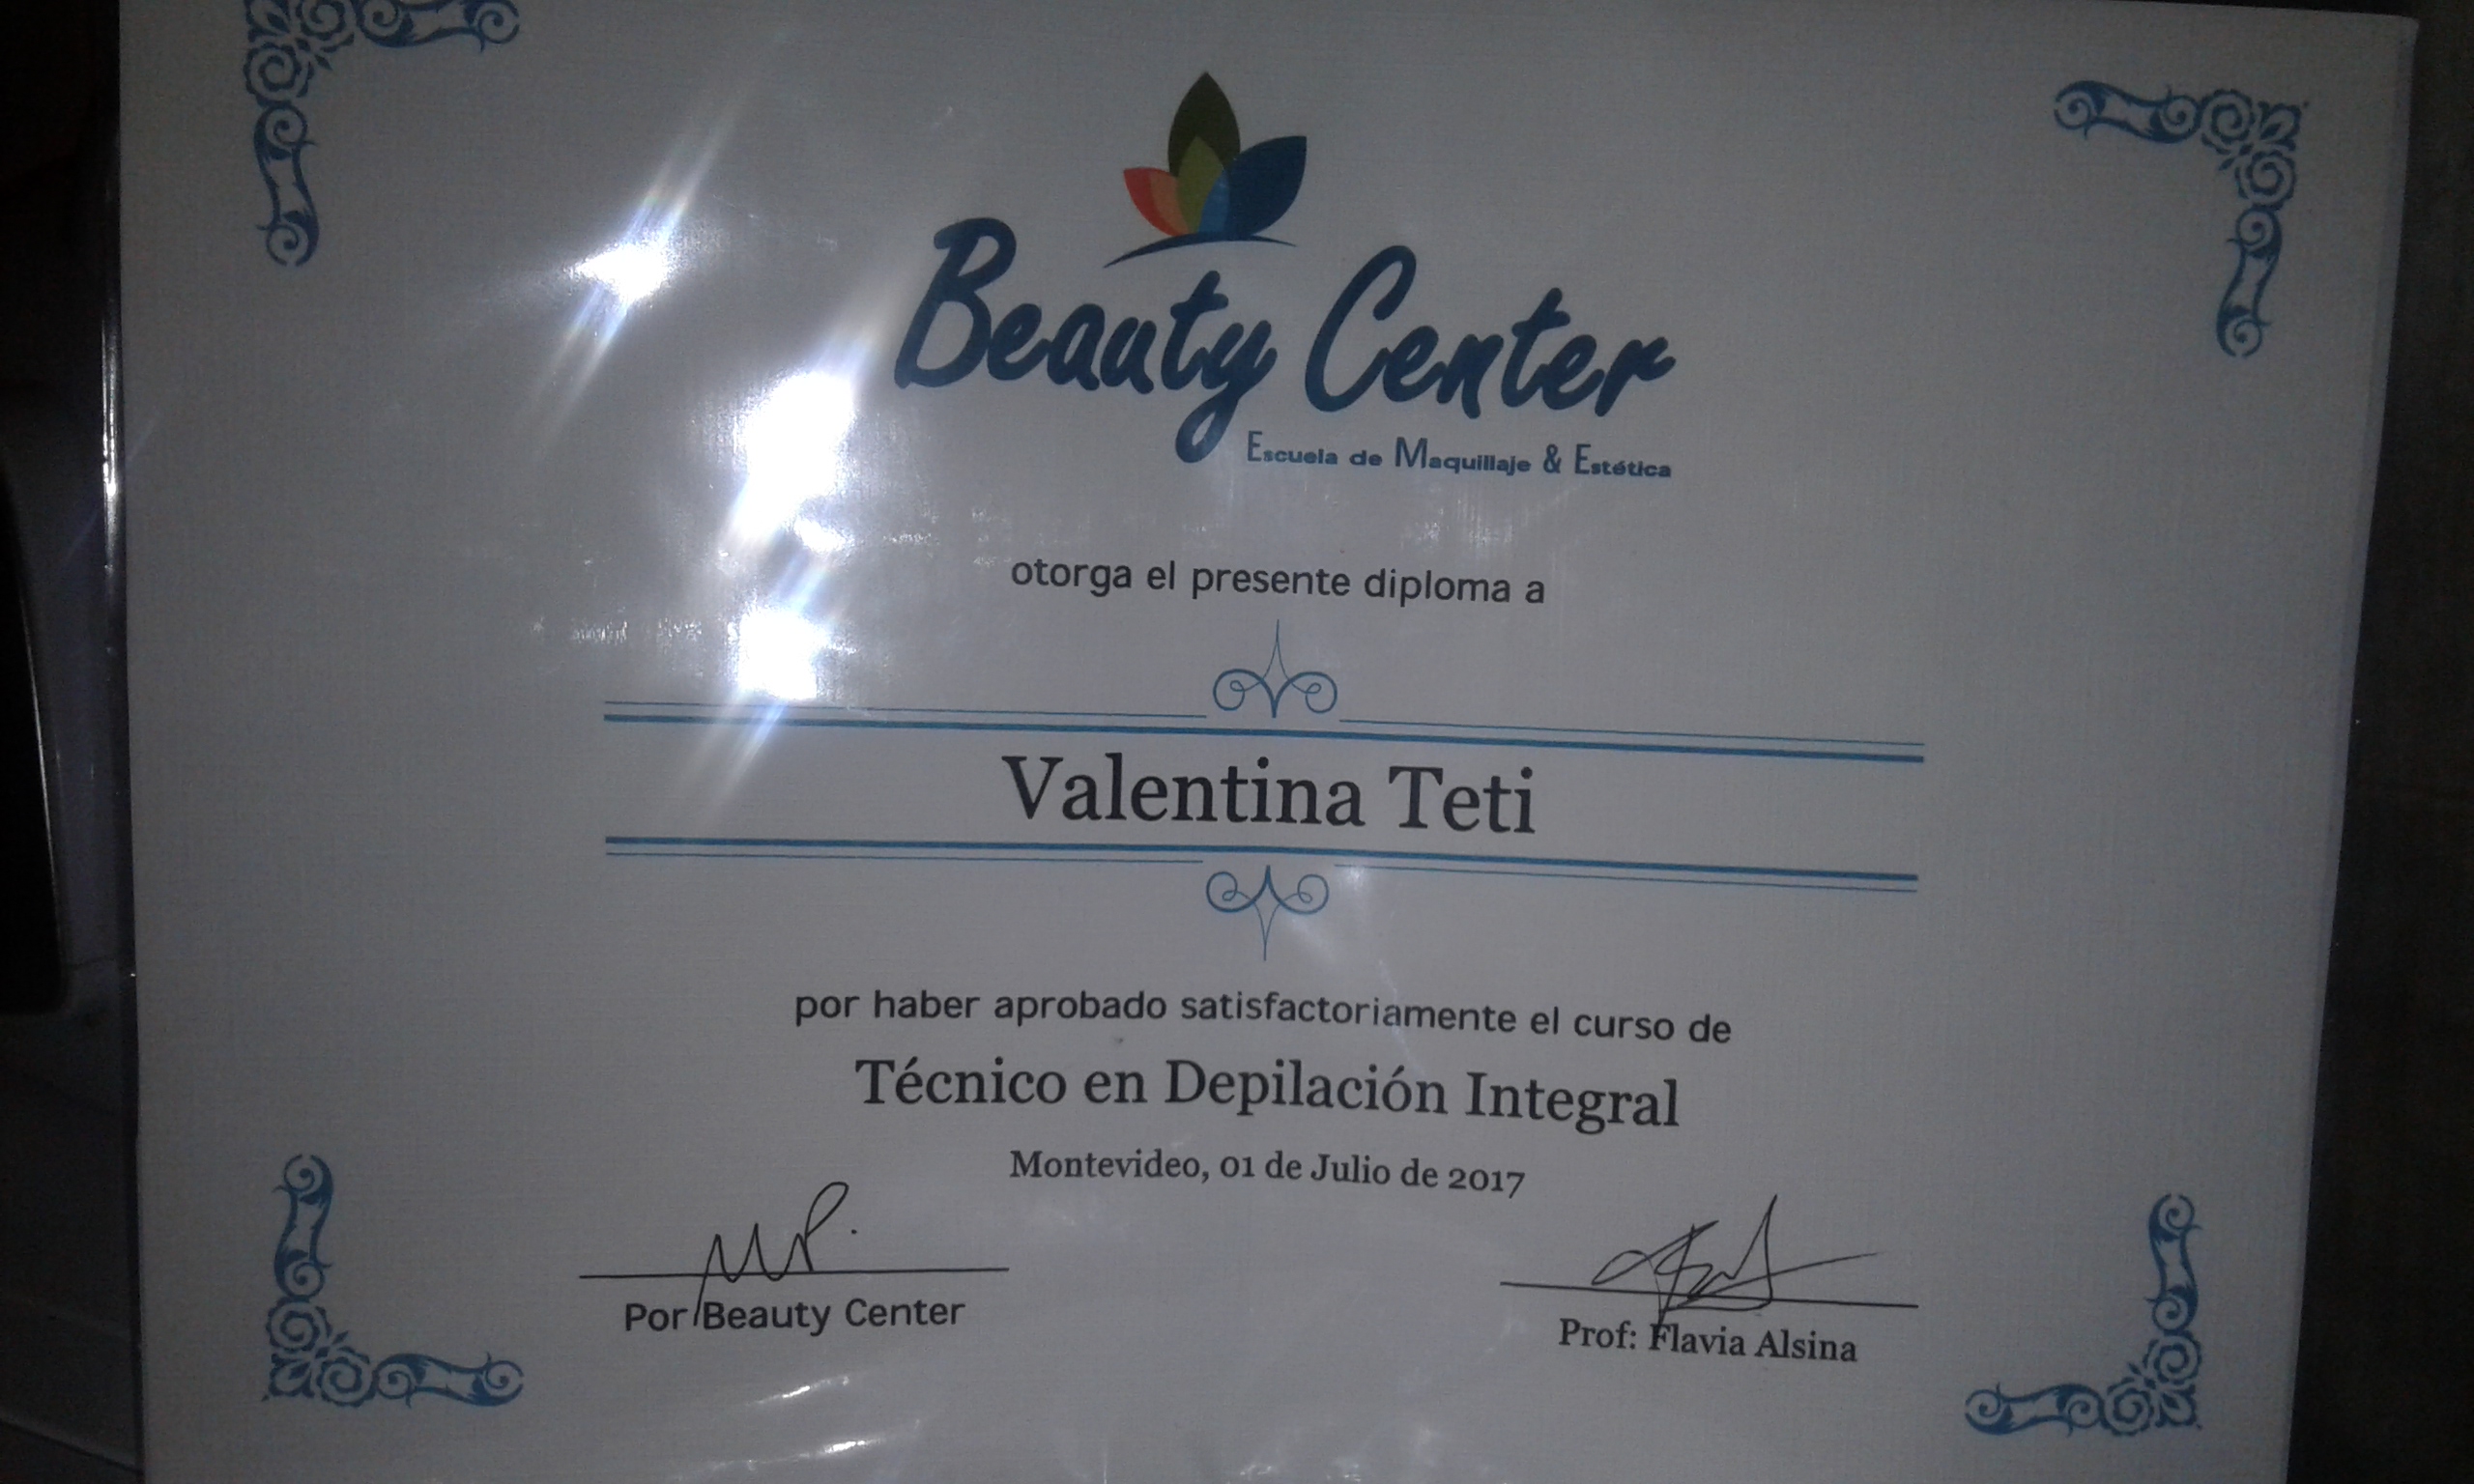 Beauty Center
Escuela de Maquillaje & Estética
otorga el presente diploma a
Valentina Teti
por haber aprobado satisfactoriamente el curso de
Técnico en Depilación Integral
Montevideo, 01 de Julio de 2017
Por Beauty Center
Prof: Flavia Alsina